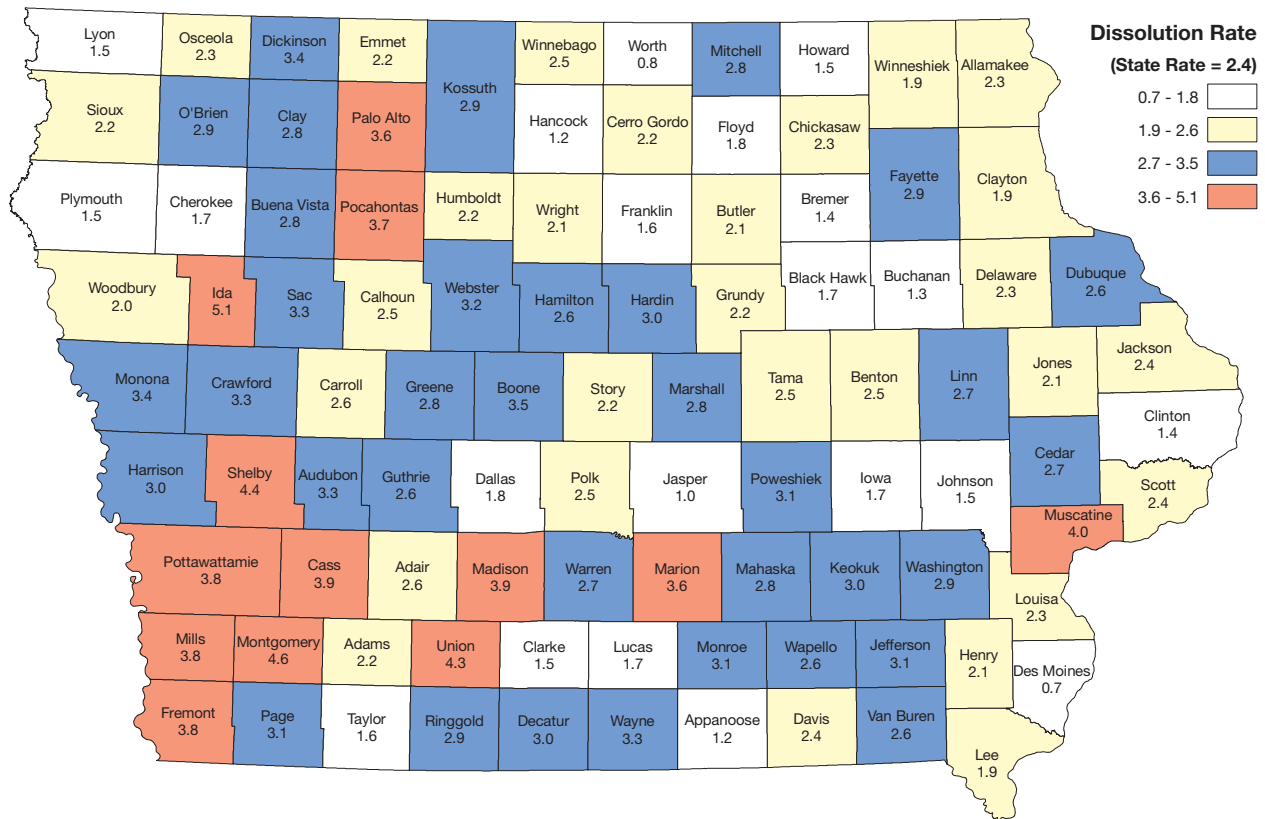 Dissolution Rate
(State Rate = 2.4)
0.7 - 1.8
1.9 - 2.6
2.7 - 3.5
3.6 - 5.1
Lyon
1.5
Osceola
2.3
Dickinson
3.4
Emmet
2.2
Kossuth
2.9
Winnebago
2.5
Worth
0.8
Mitchell
2.8
Howard
1.5
Winneshiek
1.9
Allamakee
2.3
Sioux
2.2
O'Brien
2.9
Clay
2.8
Palo Alto
3.6
Hancock
1.2
Cerro Gordo
2.2
Floyd
1.8
Chickasaw
2.3
Fayette
2.9
Clayton
1.9
Plymouth
1.5
Cherokee
1.7
Buena Vista
2.8
Pocahontas
3.7
Humboldt
2.2
Wright
2.1
Franklin
1.6
Butler
2.1
Bremer
1.4
Woodbury
2.0
Ida
5.1
Sac
3.3
Calhoun
2.5
Webster
3.2
Hamilton
2.6
Hardin
3.0
Grundy
2.2
Black Hawk
1.7
Buchanan
1.3
Delaware
2.3
Dubuque
2.6
Monona
3.4
Crawford
3.3
Carroll
2.6
Greene
2.8
Boone
3.5
Story
2.2
Marshall
2.8
Tama
2.5
Benton
2.5
Linn
2.7
Jones
2.1
Jackson
2.4
Clinton
1.4
Harrison
3.0
Shelby
4.4
Audubon
3.3
Guthrie
2.6
Dallas
1.8
Polk
2.5
Jasper
1.0
Poweshiek
3.1
Iowa
1.7
Johnson
1.5
Cedar
2.7
Scott
2.4
Muscatine
4.0
Pottawattamie
3.8
Cass
3.9
Adair
2.6
Madison
3.9
Warren
2.7
Marion
3.6
Mahaska
2.8
Keokuk
3.0
Washington
2.9
Louisa
2.3
Mills
3.8
Montgomery
4.6
Adams
2.2
Union
4.3
Clarke
1.5
Lucas
1.7
Monroe
3.1
Wapello
2.6
Jefferson
3.1
Henry
2.1
Des Moines
0.7
Fremont
3.8
Page
3.1
Taylor
1.6
Ringgold
2.9
Decatur
3.0
Wayne
3.3
Appanoose
1.2
Davis
2.4
Van Buren
2.6
Lee
1.9